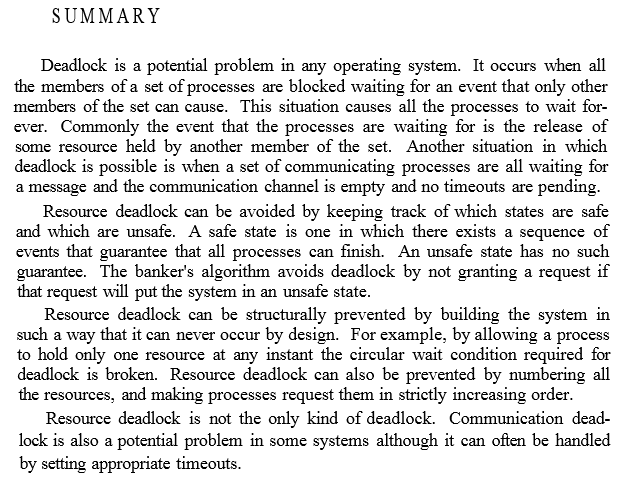 SUMMARY
Deadlock is a potential problem in any operating system. It occurs when all
the members of a set of processes are blocked waiting for an event that only other
members of the set can cause. This situation causes all the processes to wait for-
ever. Commonly the event that the processes are waiting for is the release of
some resource held by another member of the set. Another situation in which
deadlock is possible is when a set of communicating processes are all waiting for
a message and the communication channel is empty and no timeouts are pending.
Resource deadlock can be avoided by keeping track of which states are safe
and which are unsafe. A safe state is one in which there exists a sequence of
events that guarantee that all processes can finish. An unsafe state has no such
guarantee. The banker's algorithm avoids deadlock by not granting a request if
that request will put the system in an unsafe state.
Resource deadlock can be structurally prevented by building the system in
such a way that it can never occur by design. For example, by allowing a process
to hold only one resource at any instant the circular wait condition required for
deadlock is broken. Resource deadlock can also be prevented by numbering all
the resources, and making processes request them in strictly increasing order.
Resource deadlock is not the only kind of deadlock. Communication dead-
lock is also a potential problem in some systems although it can often be handled
by setting appropriate timeouts.